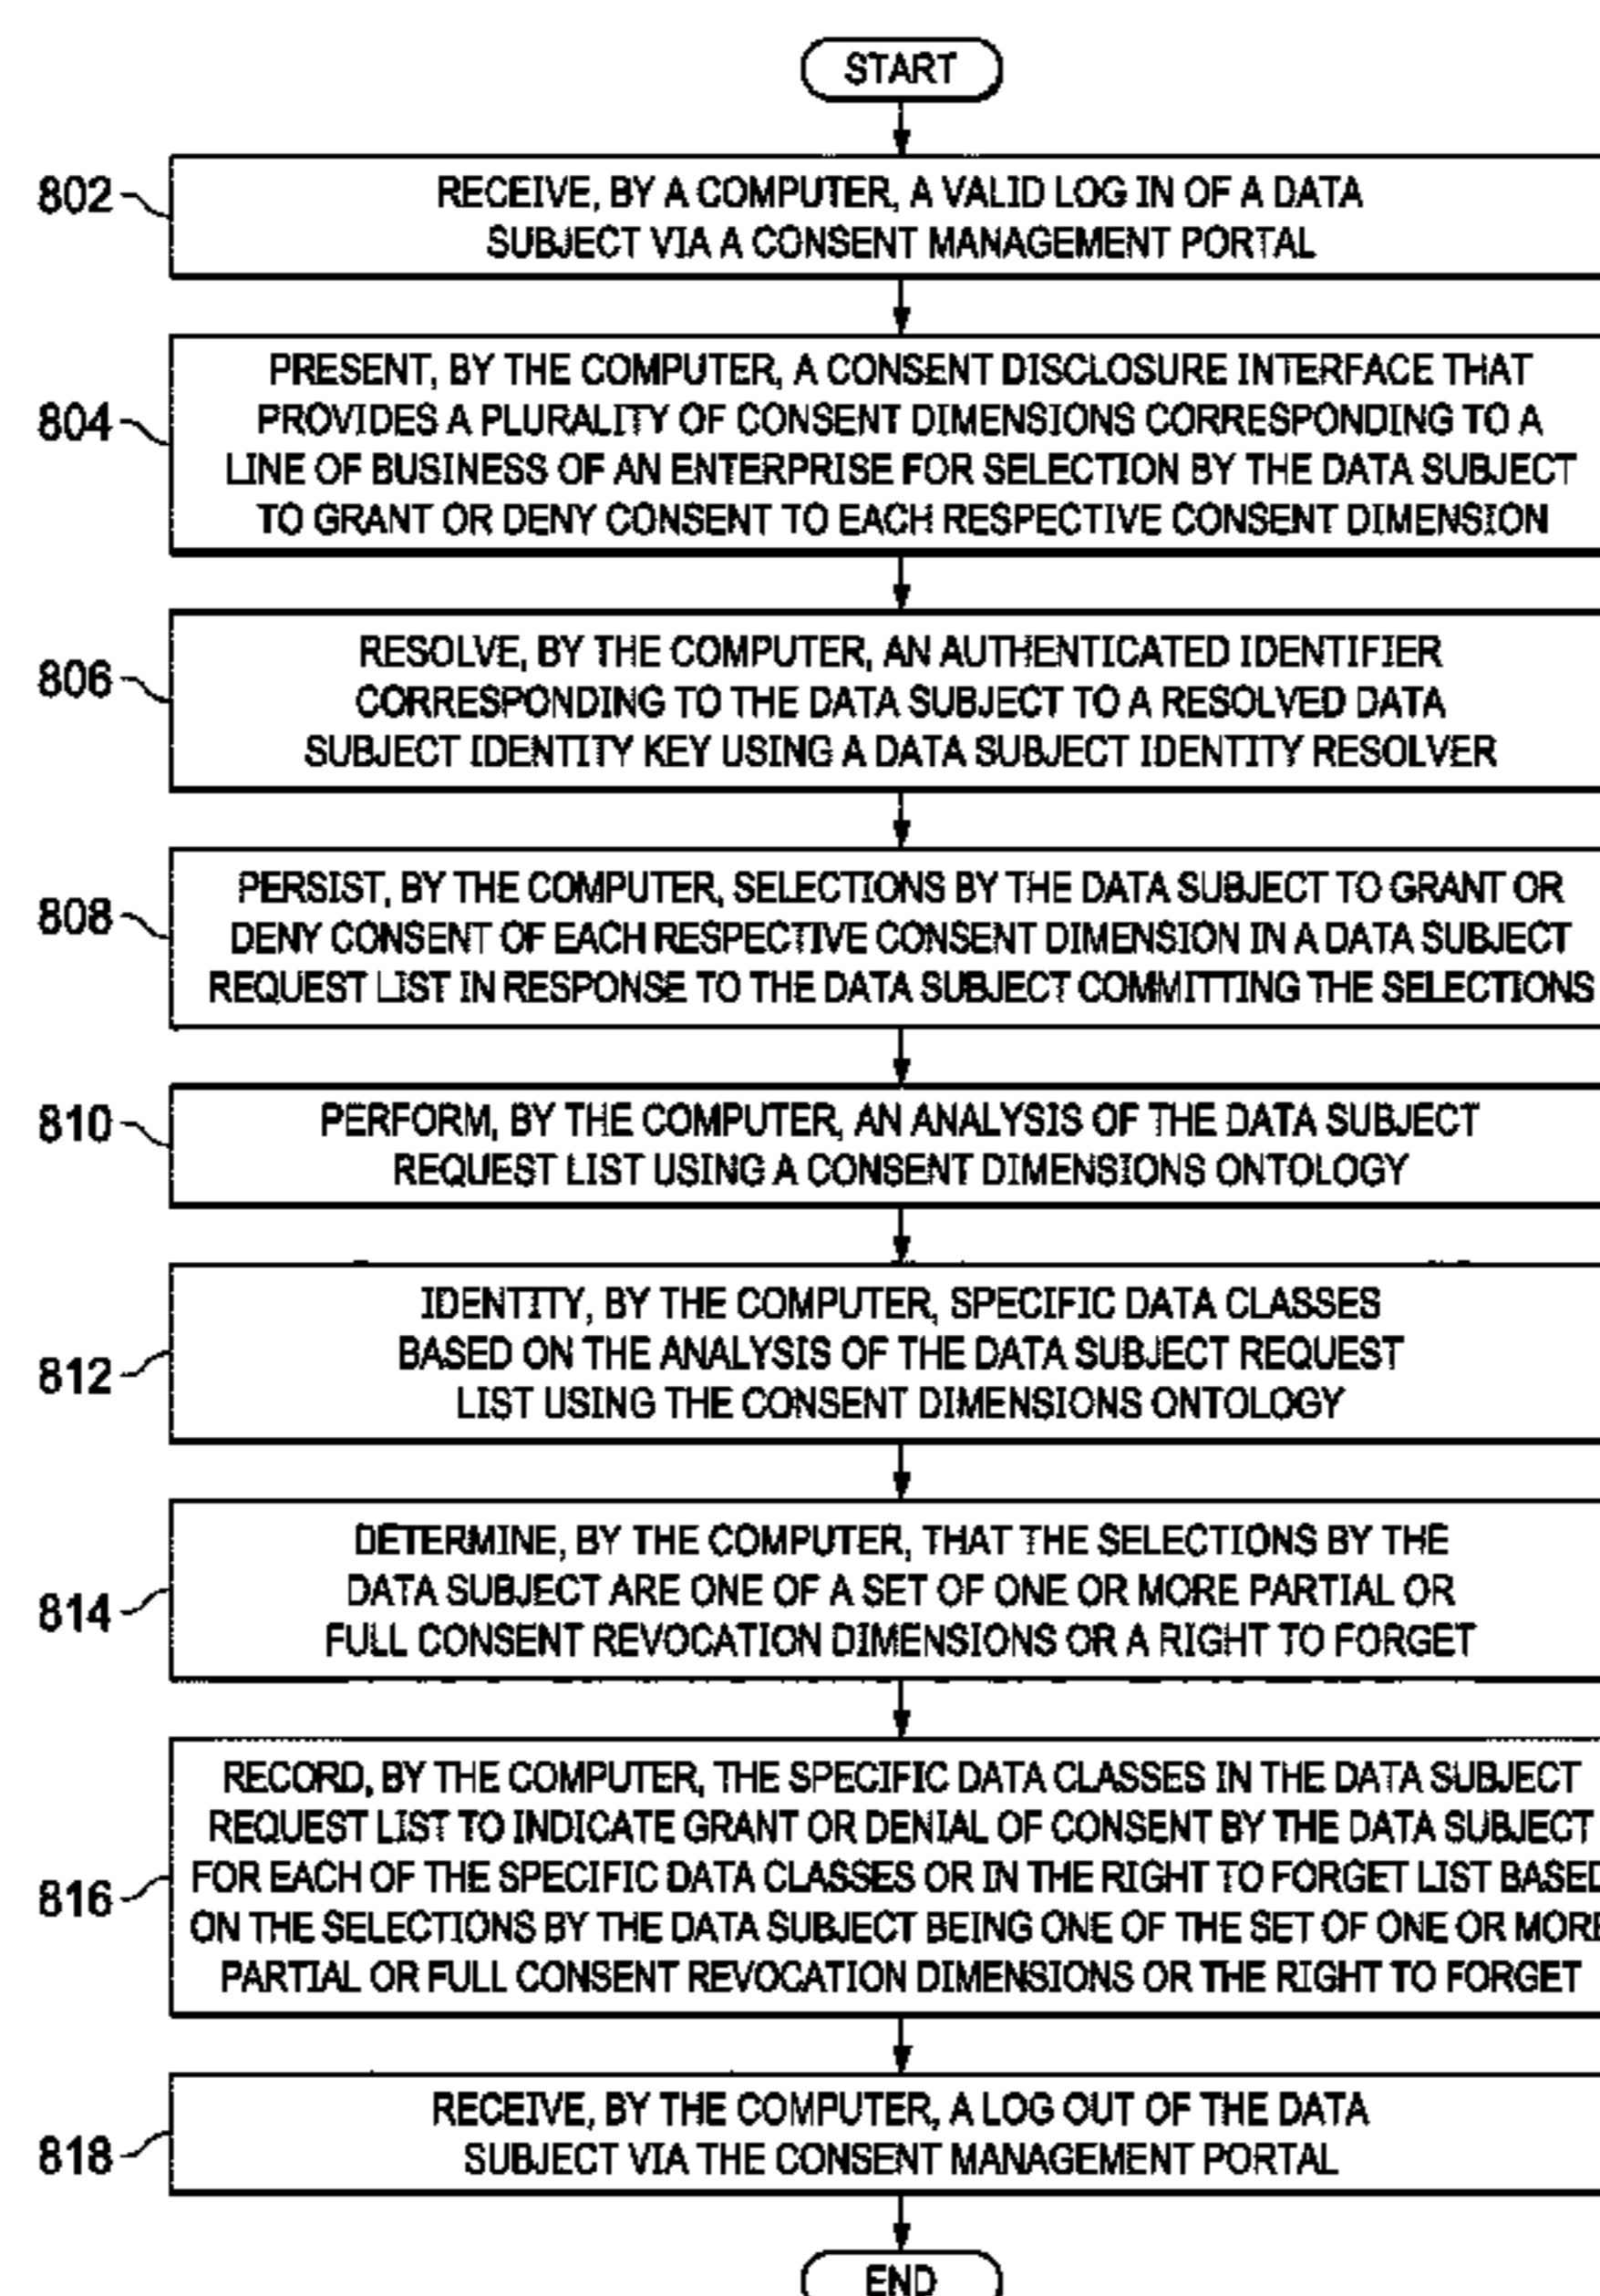 START
802
RECEIVE, BY A COMPUTER, A VALID LOG IN OF A DATA
SUBJECT VIA A CONSENT MANAGEMENT PORTAL
804
PRESENT, BY THE COMPUTER, A CONSENT DISCLOSURE INTERFACE THAT
PROVIDES A PLURALITY OF CONSENT DIMENSIONS CORRESPONDING TO A
LINE OF BUSINESS OF AN ENTERPRISE FOR SELECTION BY THE DATA SUBJECT
TO GRANT OR DENY CONSENT TO EACH RESPECTIVE CONSENT DIMENSION
806
RESOLVE, BY THE COMPUTER, AN AUTHENTICATED IDENTIFIER
CORRESPONDING TO THE DATA SUBJECT TO A RESOLVED DATA
SUBJECT IDENTITY KEY USING A DATA SUBJECT IDENTITY RESOLVER
808
PERSIST, BY THE COMPUTER, SELECTIONS BY THE DATA SUBJECT TO GRANT OR
DENY CONSENT OF EACH RESPECTIVE CONSENT DIMENSION IN A DATA SUBJECT
REQUEST LIST IN RESPONSE TO THE DATA SUBJECT COMMITTING THE SELECTIONS
810
PERFORM, BY THE COMPUTER, AN ANALYSIS OF THE DATA SUBJECT
REQUEST LIST USING A CONSENT DIMENSIONS ONTOLOGY
812
IDENTITY, BY THE COMPUTER, SPECIFIC DATA CLASSES
BASED ON THE ANALYSIS OF THE DATA SUBJECT REQUEST
LIST USING THE CONSENT DIMENSIONS ONTOLOGY
814
DETERMINE, BY THE COMPUTER, THAT THE SELECTIONS BY THE
DATA SUBJECT ARE ONE OF A SET OF ONE OR MORE PARTIAL OR
FULL CONSENT REVOCATION DIMENSIONS OR A RIGHT TO FORGET
816
RECORD, BY THE COMPUTER, THE SPECIFIC DATA CLASSES IN THE DATA SUBJECT
REQUEST LIST TO INDICATE GRANT OR DENIAL OF CONSENT BY THE DATA SUBJECT
FOR EACH OF THE SPECIFIC DATA CLASSES OR IN THE RIGHT TO FORGET LIST BASED
ON THE SELECTIONS BY THE DATA SUBJECT BEING ONE OF THE SET OF ONE OR MORE
PARTIAL OR FULL CONSENT REVOCATION DIMENSIONS OR THE RIGHT TO FORGET
818
RECEIVE, BY THE COMPUTER, A LOG OUT OF THE DATA
SUBJECT VIA THE CONSENT MANAGEMENT PORTAL
END